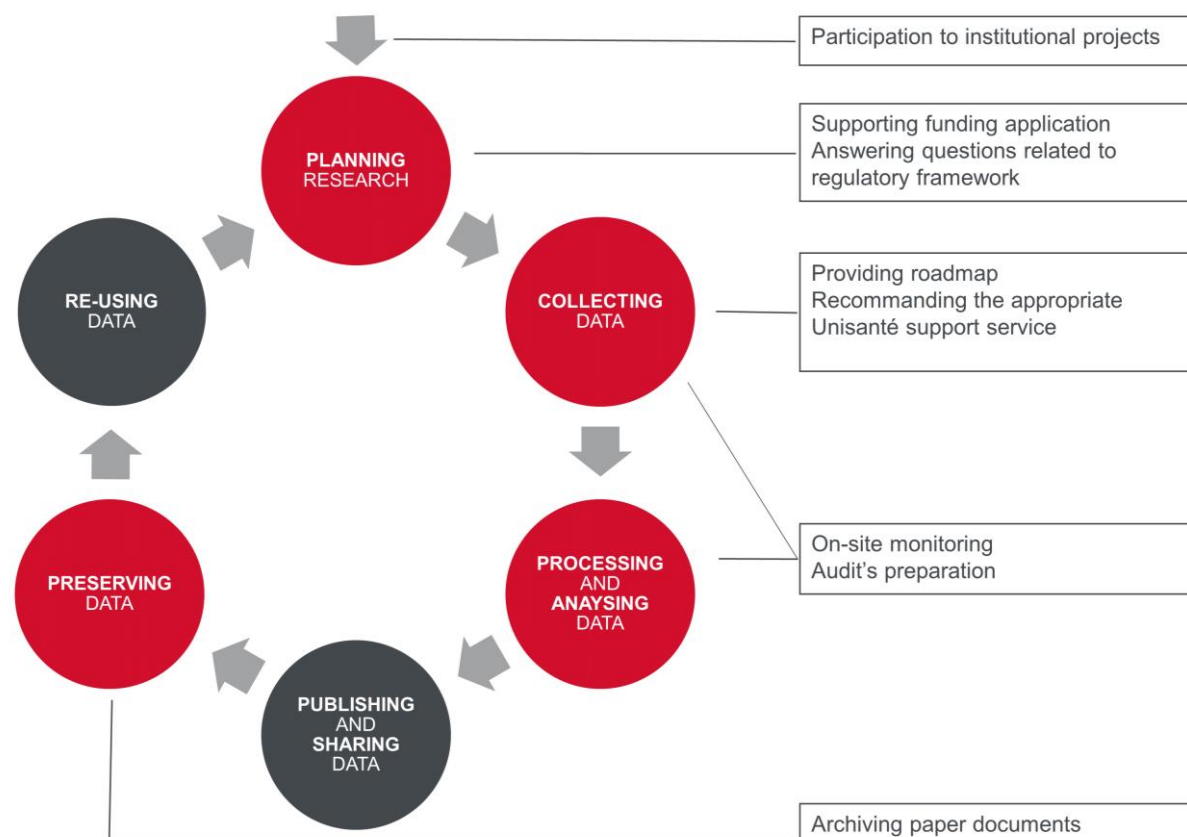 Participation to institutional projects
PLANNING
RESEARCH
Supporting funding application
Answering questions related to
regulatory framework
RE-USING
DATA
COLLECTING
DATA
Providing roadmap
Recommanding the appropriate
Unisanté support service
PRESERVING
DATA
PROCESSING
AND
ANAYSING
DATA
On-site monitoring
Audit's preparation
PUBLISHING
AND
SHARING
DATA
Archiving paper documents